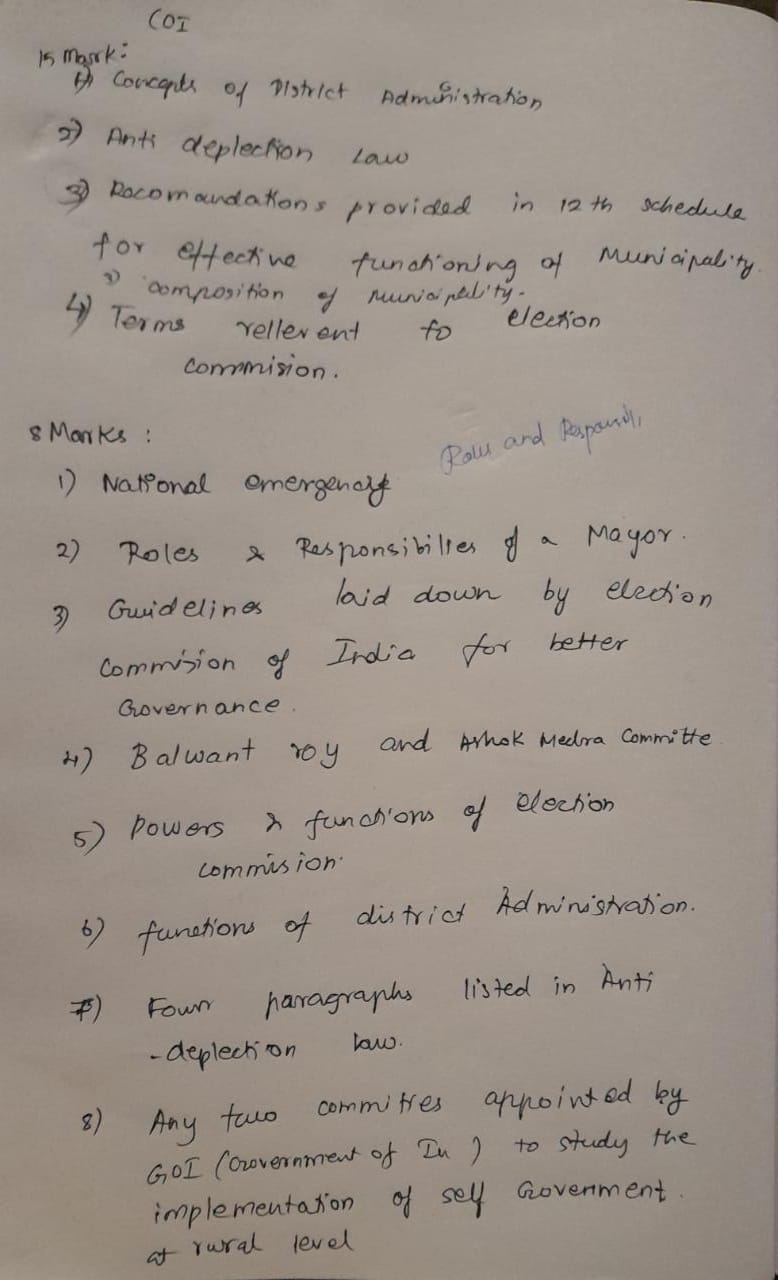 COI
15 Mark:
1) Concepts of District Administration
2) Anti deplection Law
3) Recomandations provided in 12th schedule
for effective functioning of Municipality.
3) composition of municipality.
4) Terms rellevent to election
commision.
8 Marks :
Roles and
1) National emergency
2) Roles & Responsibilies of a Mayor.
3) Guidelines laid down by election
Commision of India for better
Governance.
4) Balwant roy and Ashok Medra Committe
5) Powers & functions of election
commision.
6) functions of district Administration.
7) Four paragraphs listed in Anti
-deplection law.
8) Any two committes appointed by
GOI (Government of In ) to study the
implementation of self Goverment.
at rural level